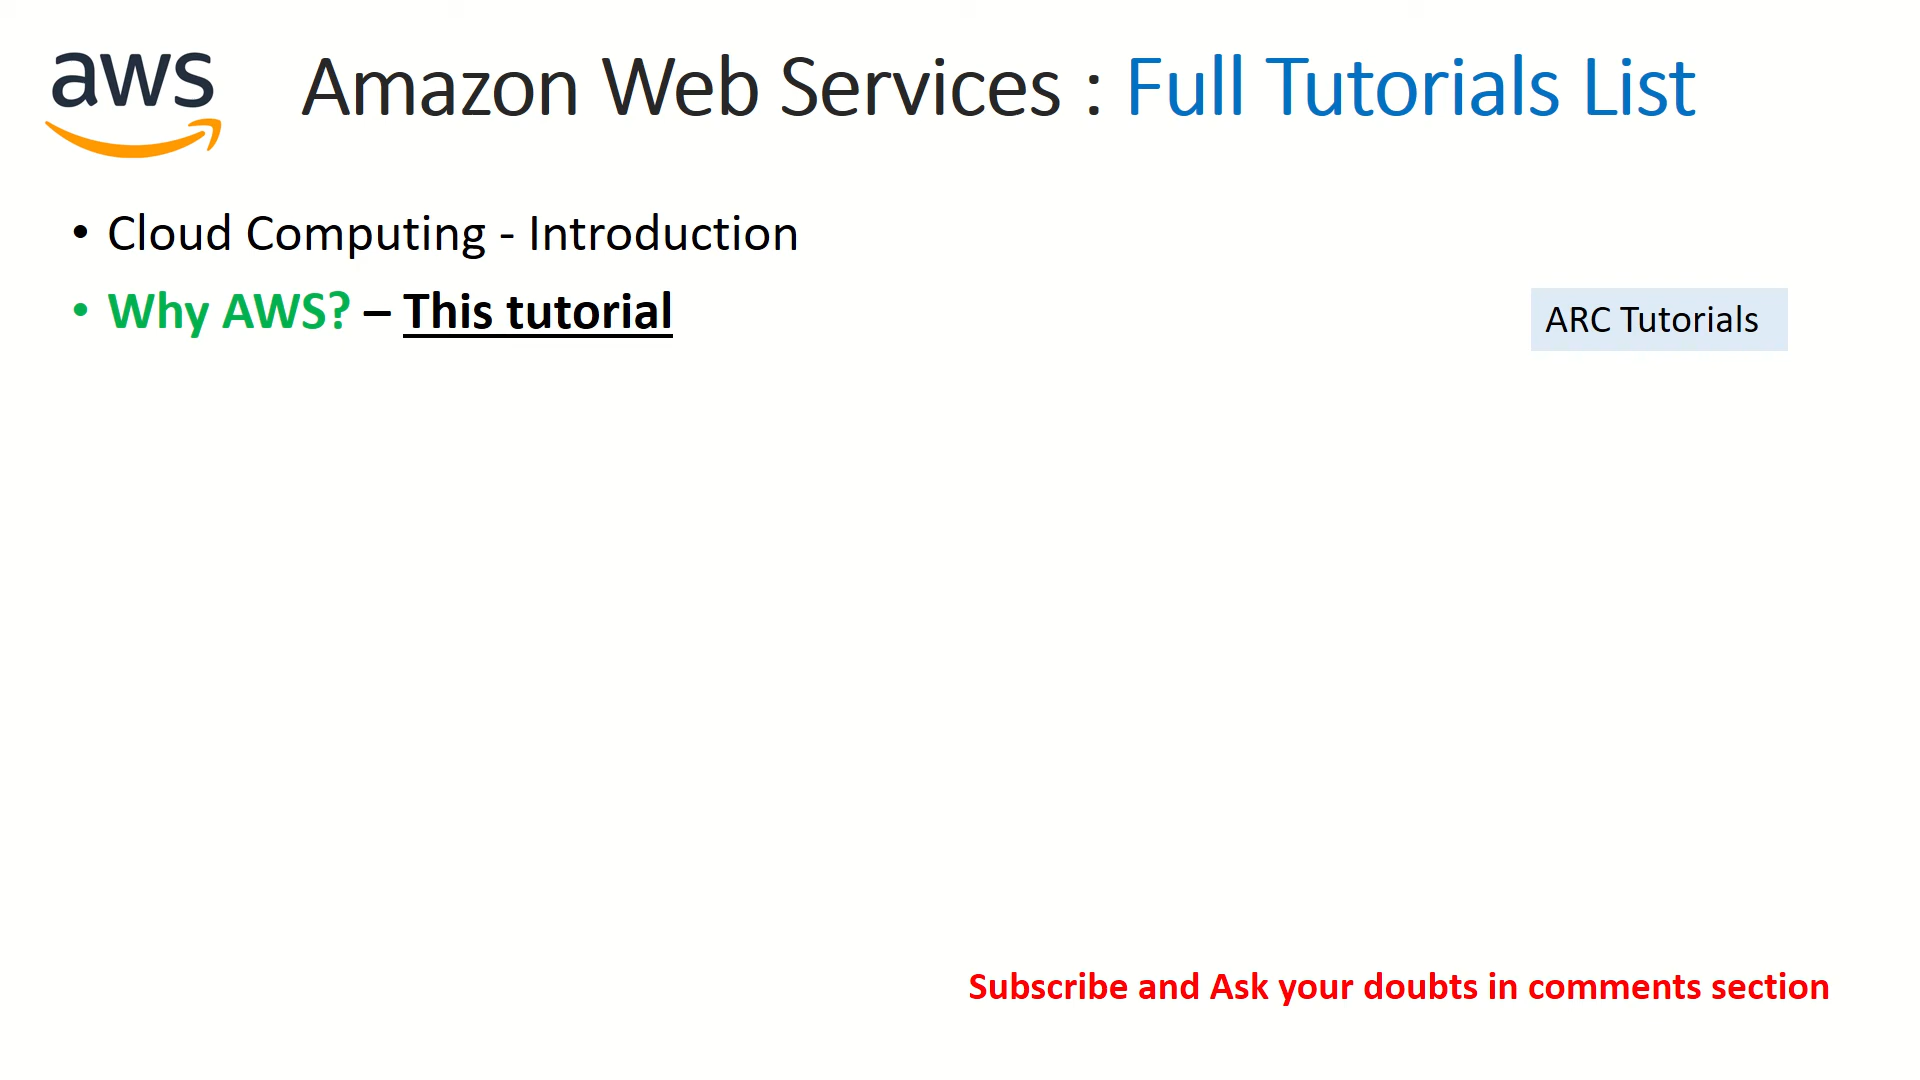 aws
Amazon Web Services : Full Tutorials List
• Cloud Computing - Introduction
• Why AWS? – This tutorial
ARC Tutorials
Subscribe and Ask your doubts in comments section